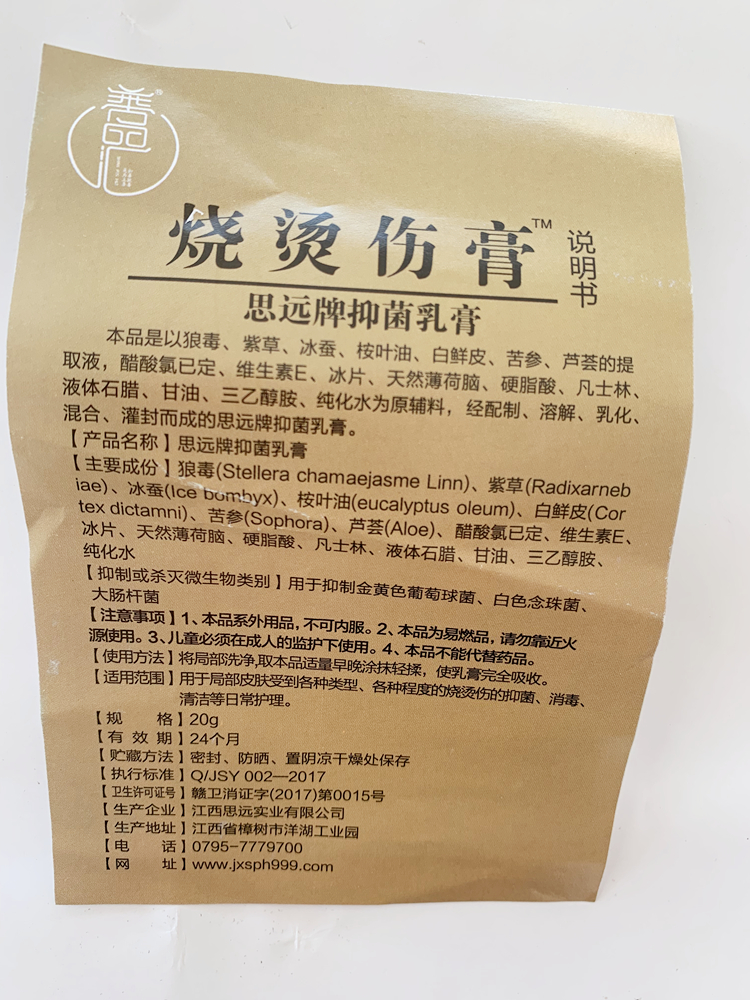 善品汇
烧烫伤膏™ 说明书
思远牌抑菌乳膏
本品是以狼毒、紫草、冰蚕、桉叶油、白鲜皮、苦参、芦荟的提
取液，醋酸氯已定、维生素E、冰片、天然薄荷脑、硬脂酸、凡士林、
液体石腊、甘油、三乙醇胺、纯化水为原辅料，经配制、溶解、乳化、
混合、灌封而成的思远牌抑菌乳膏。
【产品名称】思远牌抑菌乳膏
【主要成份】狼毒(Stellera chamaejasme Linn)、紫草(Radixarneb
iae)、冰蚕(Ice bombyx)、桉叶油(eucalyptus oleum)、白鲜皮(Cor
tex dictamni)、苦参(Sophora)、芦荟(Aloe)、醋酸氯已定、维生素E、
冰片、天然薄荷脑、硬脂酸、凡士林、液体石腊、甘油、三乙醇胺、
纯化水
【抑制或杀灭微生物类别】用于抑制金黄色葡萄球菌、白色念珠菌、
大肠杆菌
【注意事项】1、本品系外用品，不可内服。2、本品为易燃品，请勿靠近火
源使用。3、儿童必须在成人的监护下使用。4、本品不能代替药品。
【使用方法】将局部洗净,取本品适量早晚涂抹轻揉，使乳膏完全吸收。
【适用范围】用于局部皮肤受到各种类型、各种程度的烧烫伤的抑菌、消毒、
清洁等日常护理。
【规 格】20g
【有 效 期】24个月
【贮藏方法】密封、防晒、置阴凉干燥处保存
【执行标准】Q/JSY 002—2017
【卫生许可证号】赣卫消证字(2017)第0015号
【生产企业】江西思远实业有限公司
【生产地址】江西省樟树市洋湖工业园
【电 话】0795-7779700
【网 址】www.jxsph999.com